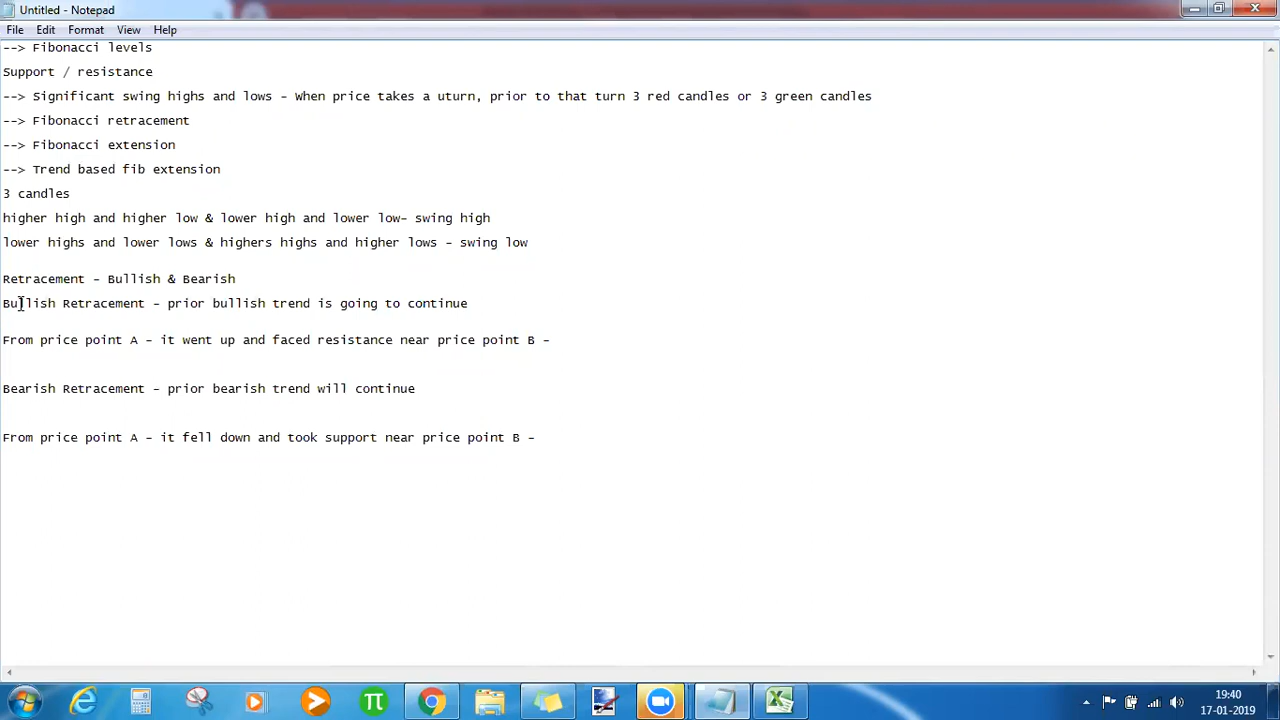 Untitled - Notepad
File Edit Format View Help
--> Fibonacci levels
Support / resistance
--> Significant swing highs and lows - When price takes a uturn, prior to that turn 3 red candles or 3 green candles
--> Fibonacci retracement
--> Fibonacci extension
--> Trend based fib extension
3 candles
higher high and higher low & lower high and lower low- swing high
lower highs and lower lows & highers highs and higher lows - swing low
Retracement - Bullish & Bearish
Bullish Retracement - prior bullish trend is going to continue
From price point A - it went up and faced resistance near price point B -
Bearish Retracement - prior bearish trend will continue
From price point A - it fell down and took support near price point B -
19:40
17-01-2019